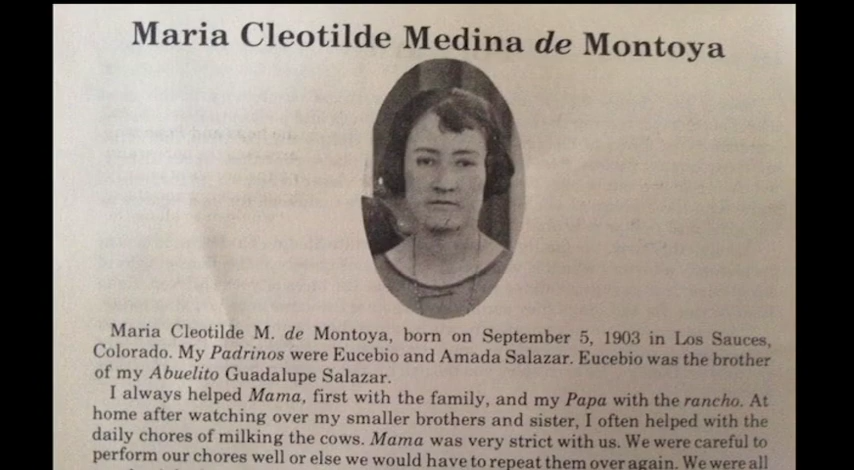 Maria Cleotilde Medina de Montoya
Maria Cleotilde M. de Montoya, born on September 5, 1903 in Los Sauces,
Colorado. My Padrinos were Eucebio and Amada Salazar. Eucebio was the brother
of my Abuelito Guadalupe Salazar.
I always helped Mama, first with the family, and my Papa with the rancho. At
home after watching over my smaller brothers and sister, I often helped with the
daily chores of milking the cows. Mama was very strict with us. We were careful to
perform our chores well or else we would have to repeat them over again. We were all